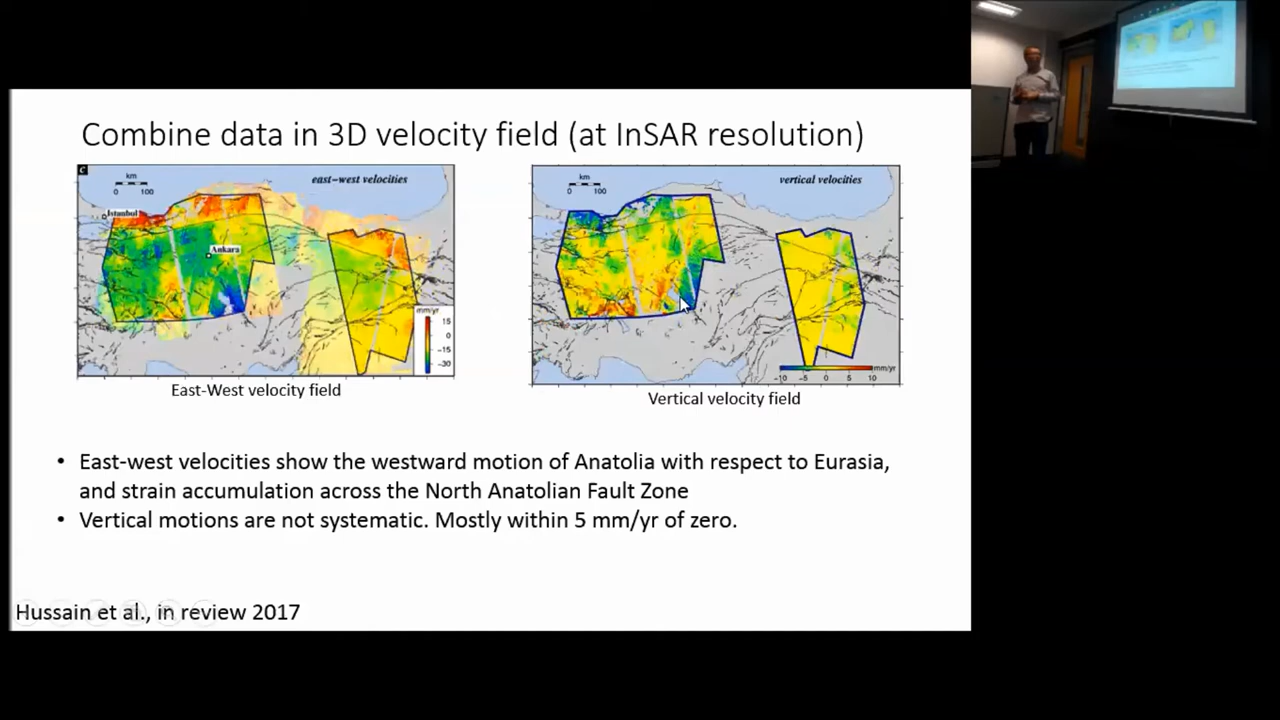 Combine data in 3D velocity field (at InSAR resolution)
C
km
0 100
east-west velocities
Istanbul
Ankara
mm/yr
15
0
-15
-30
East-West velocity field
km
0 100
vertical velocities
-10 -5 0 5 10 mm/yr
Vertical velocity field
• East-west velocities show the westward motion of Anatolia with respect to Eurasia,
and strain accumulation across the North Anatolian Fault Zone
• Vertical motions are not systematic. Mostly within 5 mm/yr of zero.
Hussain et al., in review 2017